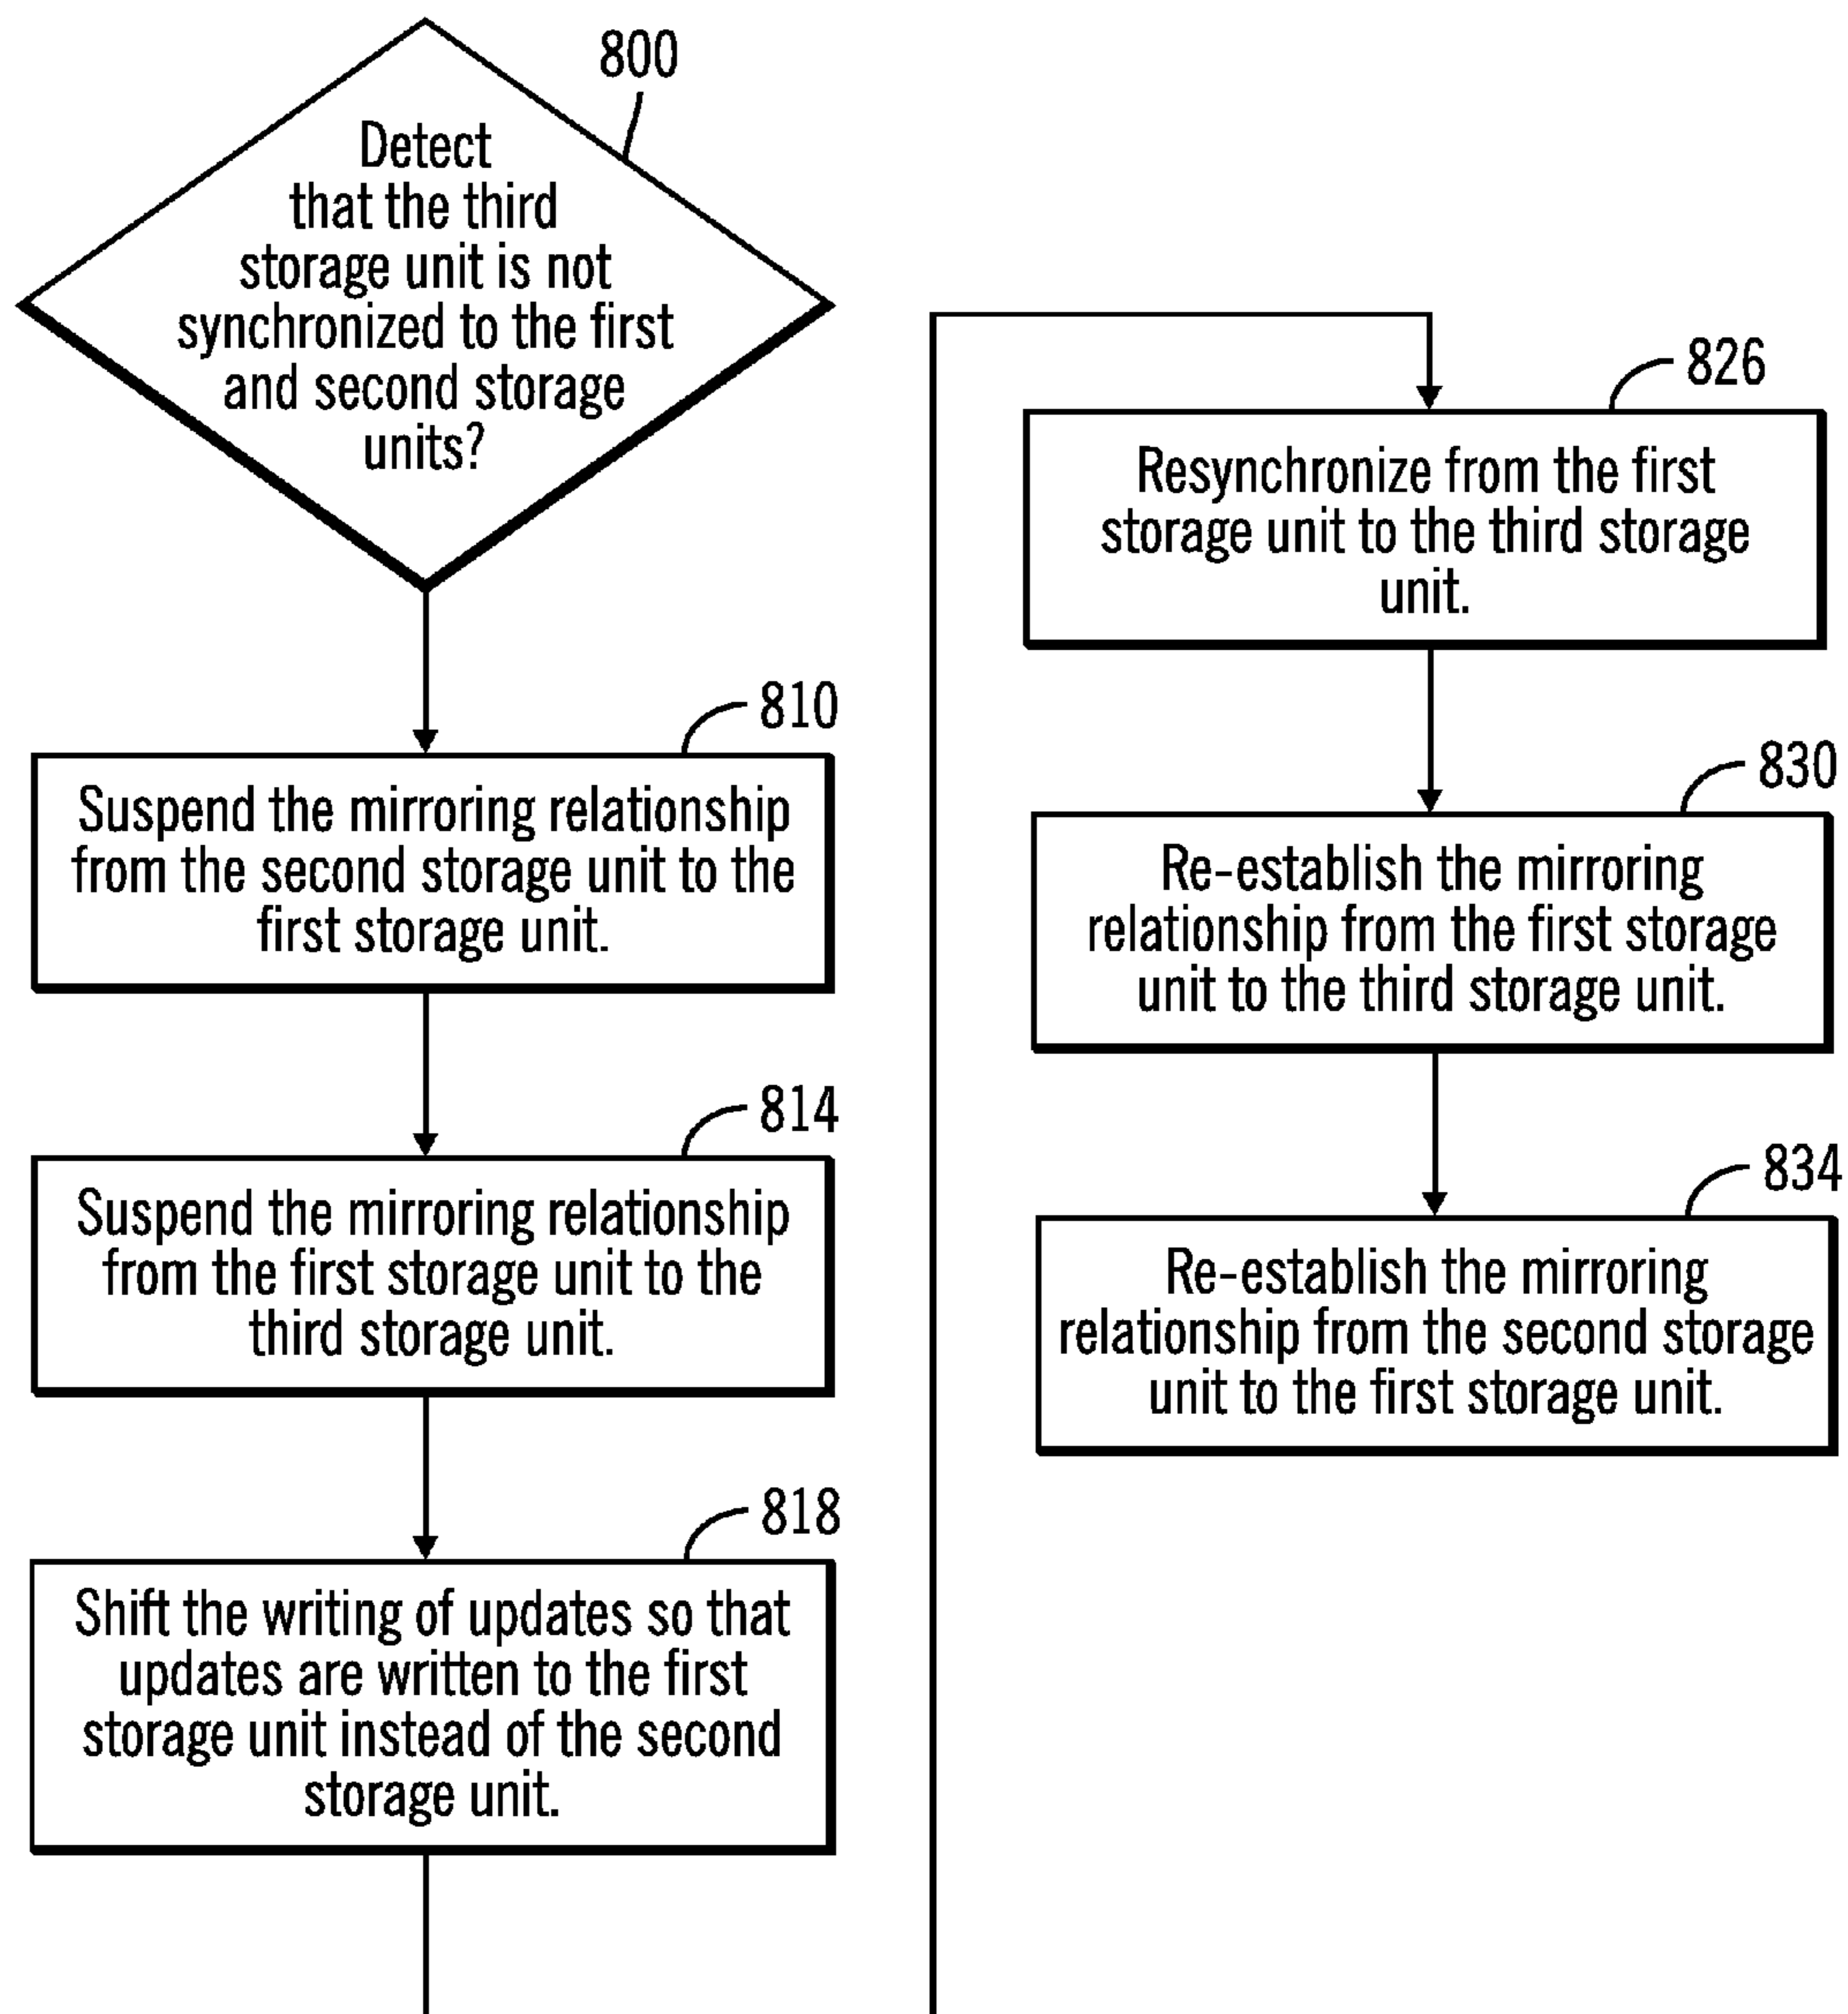 800
Detect
that the third
storage unit is not
synchronized to the first
and second storage
units?
810
Suspend the mirroring relationship
from the second storage unit to the
first storage unit.
814
Suspend the mirroring relationship
from the first storage unit to the
third storage unit.
818
Shift the writing of updates so that
updates are written to the first
storage unit instead of the second
storage unit.
826
Resynchronize from the first
storage unit to the third storage
unit.
830
Re-establish the mirroring
relationship from the first storage
unit to the third storage unit.
834
Re-establish the mirroring
relationship from the second storage
unit to the first storage unit.